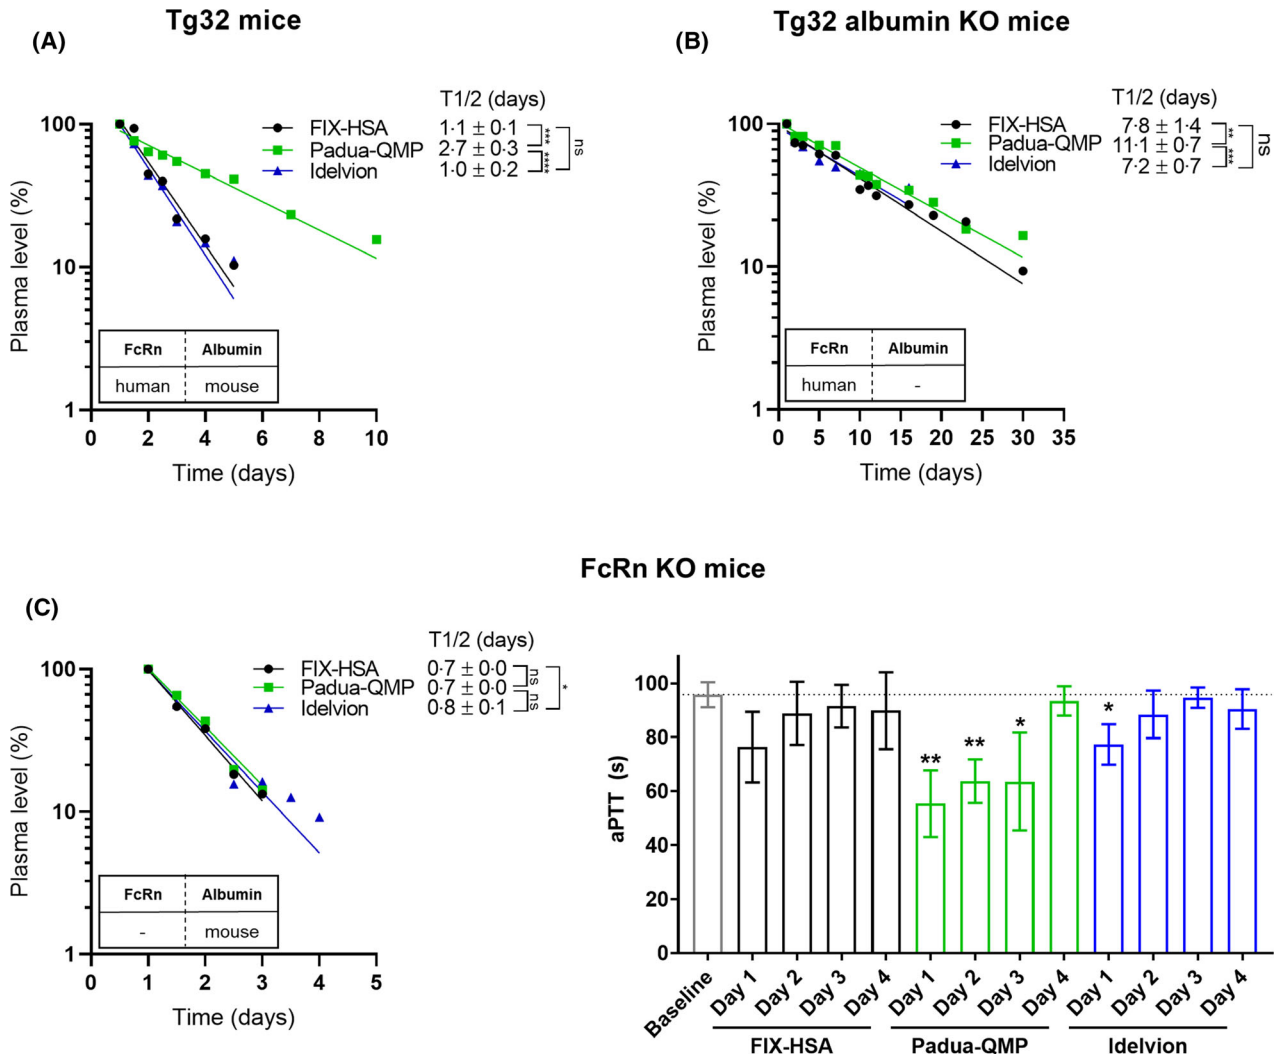 Tg32 mice
(A)
T1/2 (days)
FIX-HSA 1·1 ± 0·1
Padua-QMP 2·7 ± 0·3
Idelvion 1·0 ± 0·2
ns
100
10
1
Plasma level (%)
FcRn Albumin
human mouse
0 2 4 6 8 10
Time (days)
Tg32 albumin KO mice
(B)
T1/2 (days)
FIX-HSA 7·8 ± 1·4
Padua-QMP 11·1 ± 0·7
Idelvion 7·2 ± 0·7
**
***
ns
100
10
1
Plasma level (%)
FcRn Albumin
human -
0 5 10 15 20 25 30 35
Time (days)
FcRn KO mice
(C)
T1/2 (days)
FIX-HSA 0·7 ± 0·0
Padua-QMP 0·7 ± 0·0
Idelvion 0·8 ± 0·1
ns
ns
*
100
10
1
Plasma level (%)
FcRn Albumin
- mouse
0 1 2 3 4 5
Time (days)
aPTT (s)
100
80
60
40
20
0
** ** * *
Baseline Day 1 Day 2 Day 3 Day 4 Day 1 Day 2 Day 3 Day 4 Day 1 Day 2 Day 3 Day 4
FIX-HSA Padua-QMP Idelvion